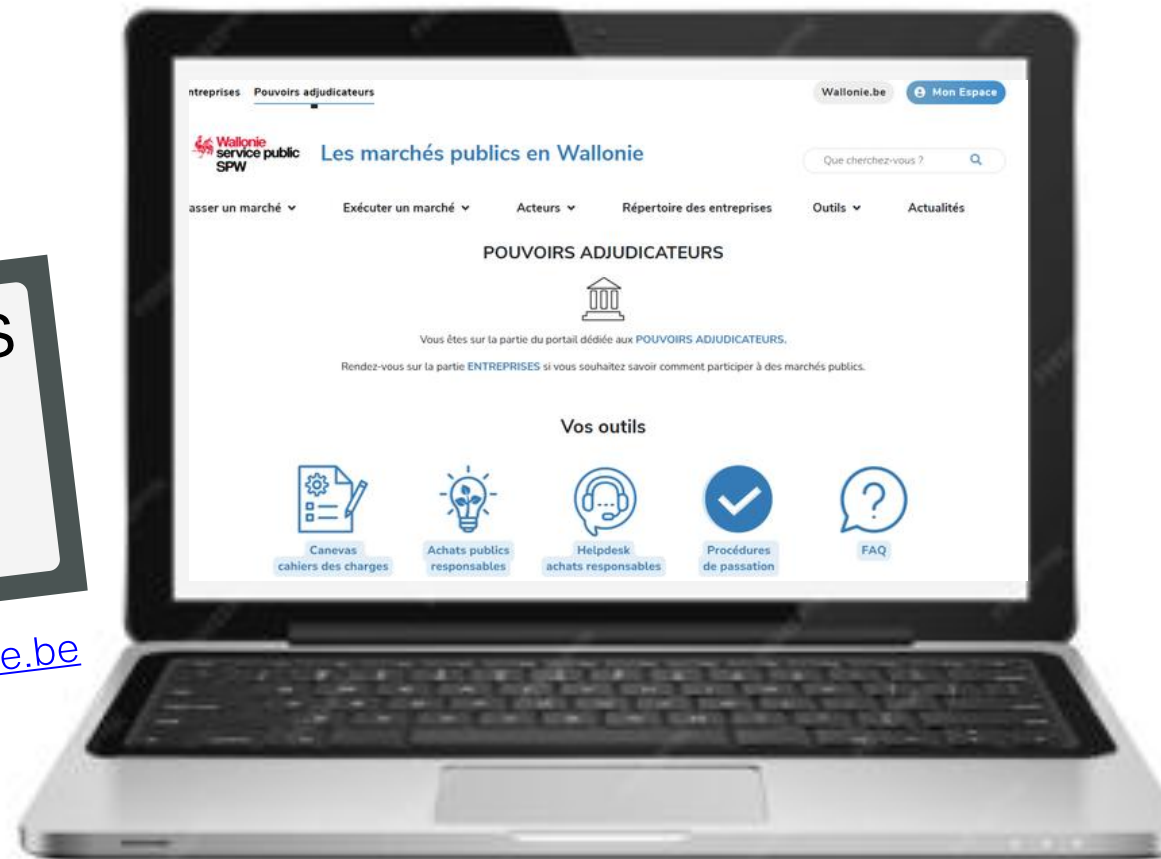 ntreprises Pouvoirs adjudicateurs
Wallonie.be Mon Espace
Wallonie
service public
SPW
Les marchés publics en Wallonie
Que cherchez-vous ?
asser un marché Exécuter un marché Acteurs Répertoire des entreprises Outils Actualités
POUVOIRS ADJUDICATEURS
Vous êtes sur la partie du portail dédiée aux POUVOIRS ADJUDICATEURS.
Rendez-vous sur la partie ENTREPRISES si vous souhaitez savoir comment participer à des marchés publics.
Vos outils
Canevas
cahiers des charges
Achats publics
responsables
Helpdesk
achats responsables
Procédures
de passation
FAQ
s
e.be